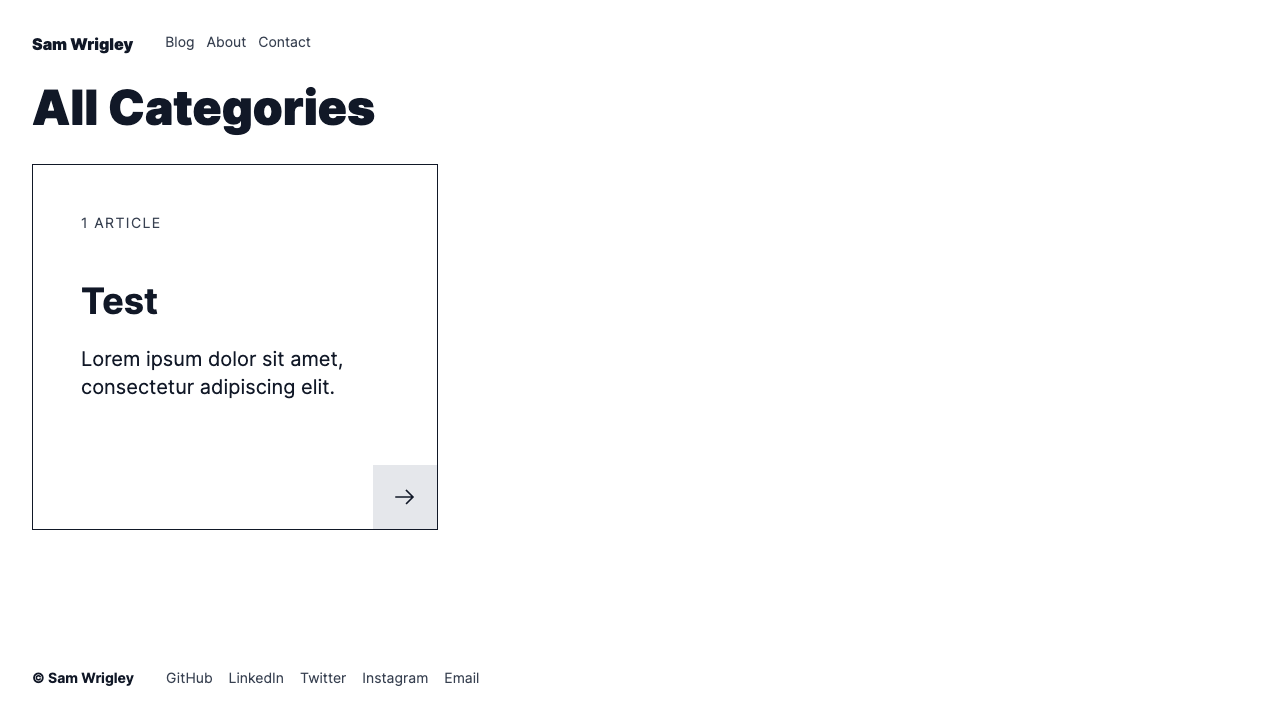 Sam Wrigley Blog About Contact
All Categories
1 ARTICLE
Test
Lorem ipsum dolor sit amet,
consectetur adipiscing elit.
© Sam Wrigley GitHub LinkedIn Twitter Instagram Email